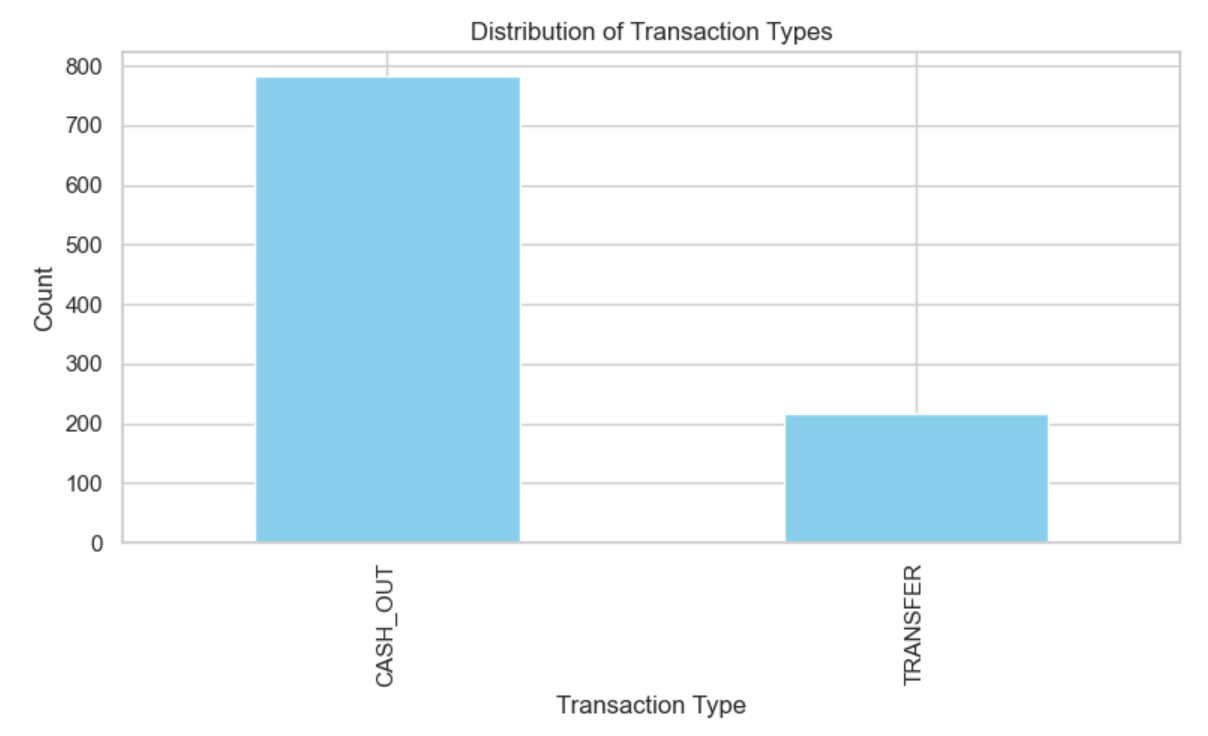 Distribution of Transaction Types
800
700
600
500
400
300
200
100
0
Count
CASH_OUT
TRANSFER
Transaction Type